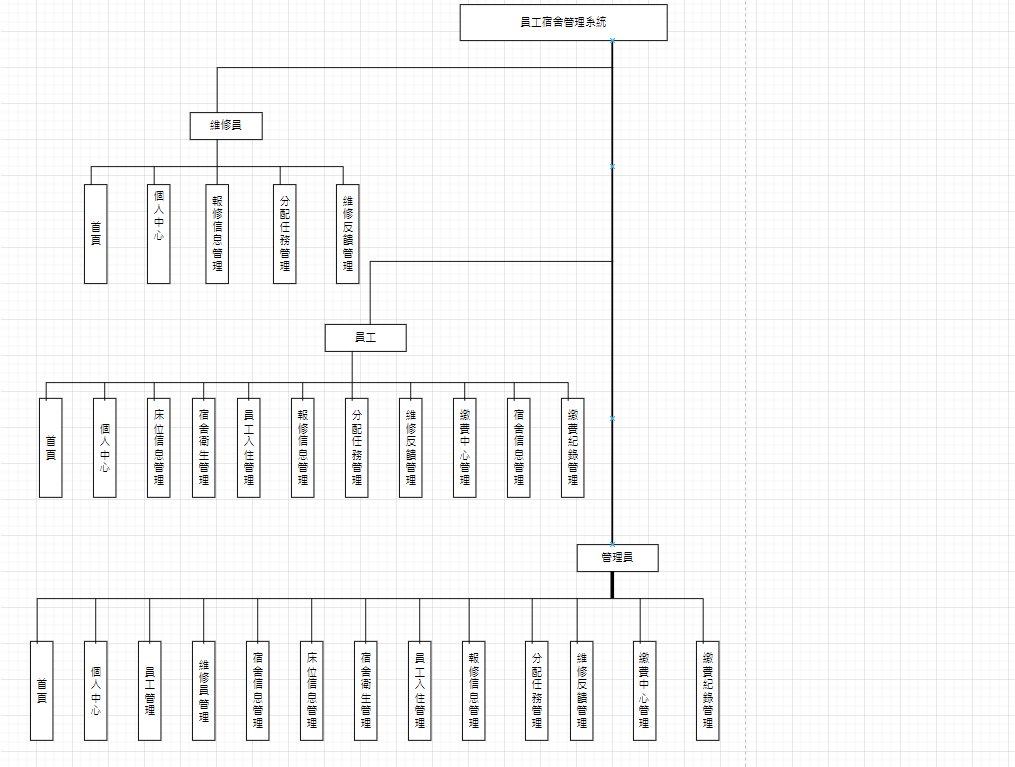 員工宿舍管理系統
維修員
首頁
個人中心
報修信息管理
分配任務管理
維修反饋管理
員工
首頁
個人中心
床位信息管理
宿舍衛生管理
員工入住管理
報修信息管理
分配任務管理
維修反饋管理
繳費中心管理
宿舍信息管理
繳費紀錄管理
管理員
首頁
個人中心
員工管理
維修員管理
宿舍信息管理
床位信息管理
宿舍衛生管理
員工入住管理
報修信息管理
分配任務管理
維修反饋管理
繳費中心管理
繳費紀錄管理